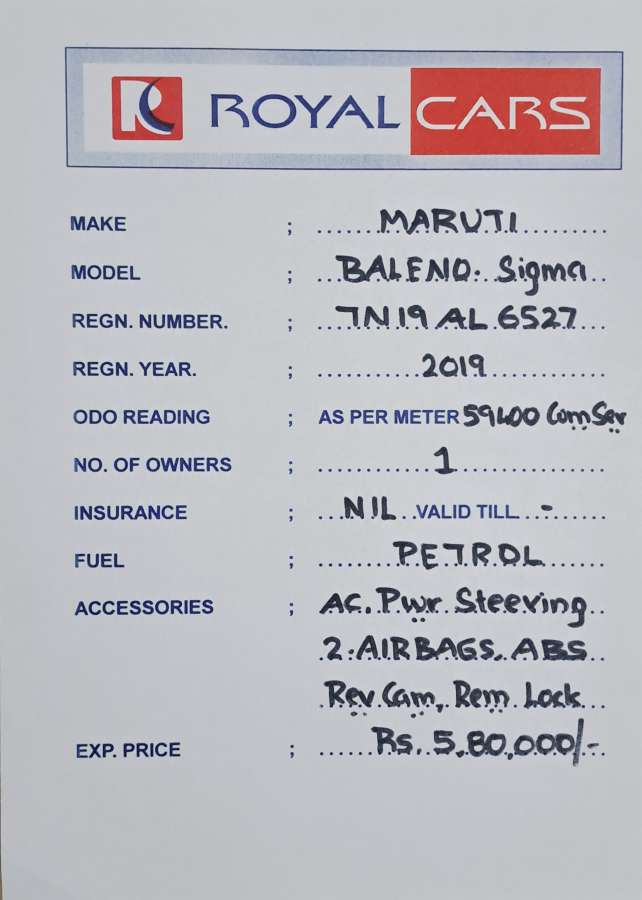 R ROYAL CARS
MAKE ; MARUTI
MODEL ; BALENO. Sigma
REGN. NUMBER. ; TN19 AL 6527
REGN. YEAR. ; 2019
ODO READING ; AS PER METER 59400 Com Ser
NO. OF OWNERS ; 1
INSURANCE ; NIL VALID TILL -
FUEL ; PETROL
ACCESSORIES ; AC, Pwr Steering
2.AIRBAGS, ABS
Rev Cam, Rem Lock
EXP. PRICE ; Rs. 5,80,000/-